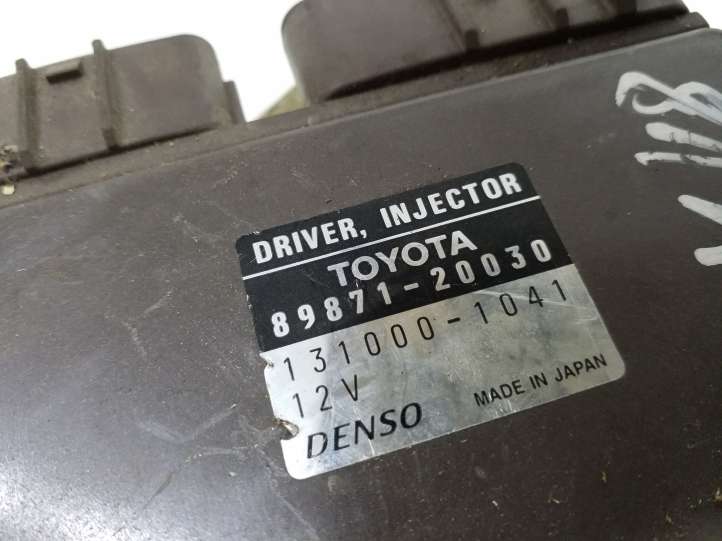 DRIVER, INJECTOR
TOYOTA
89871-20030
131000-1041
12V
DENSO MADE IN JAPAN